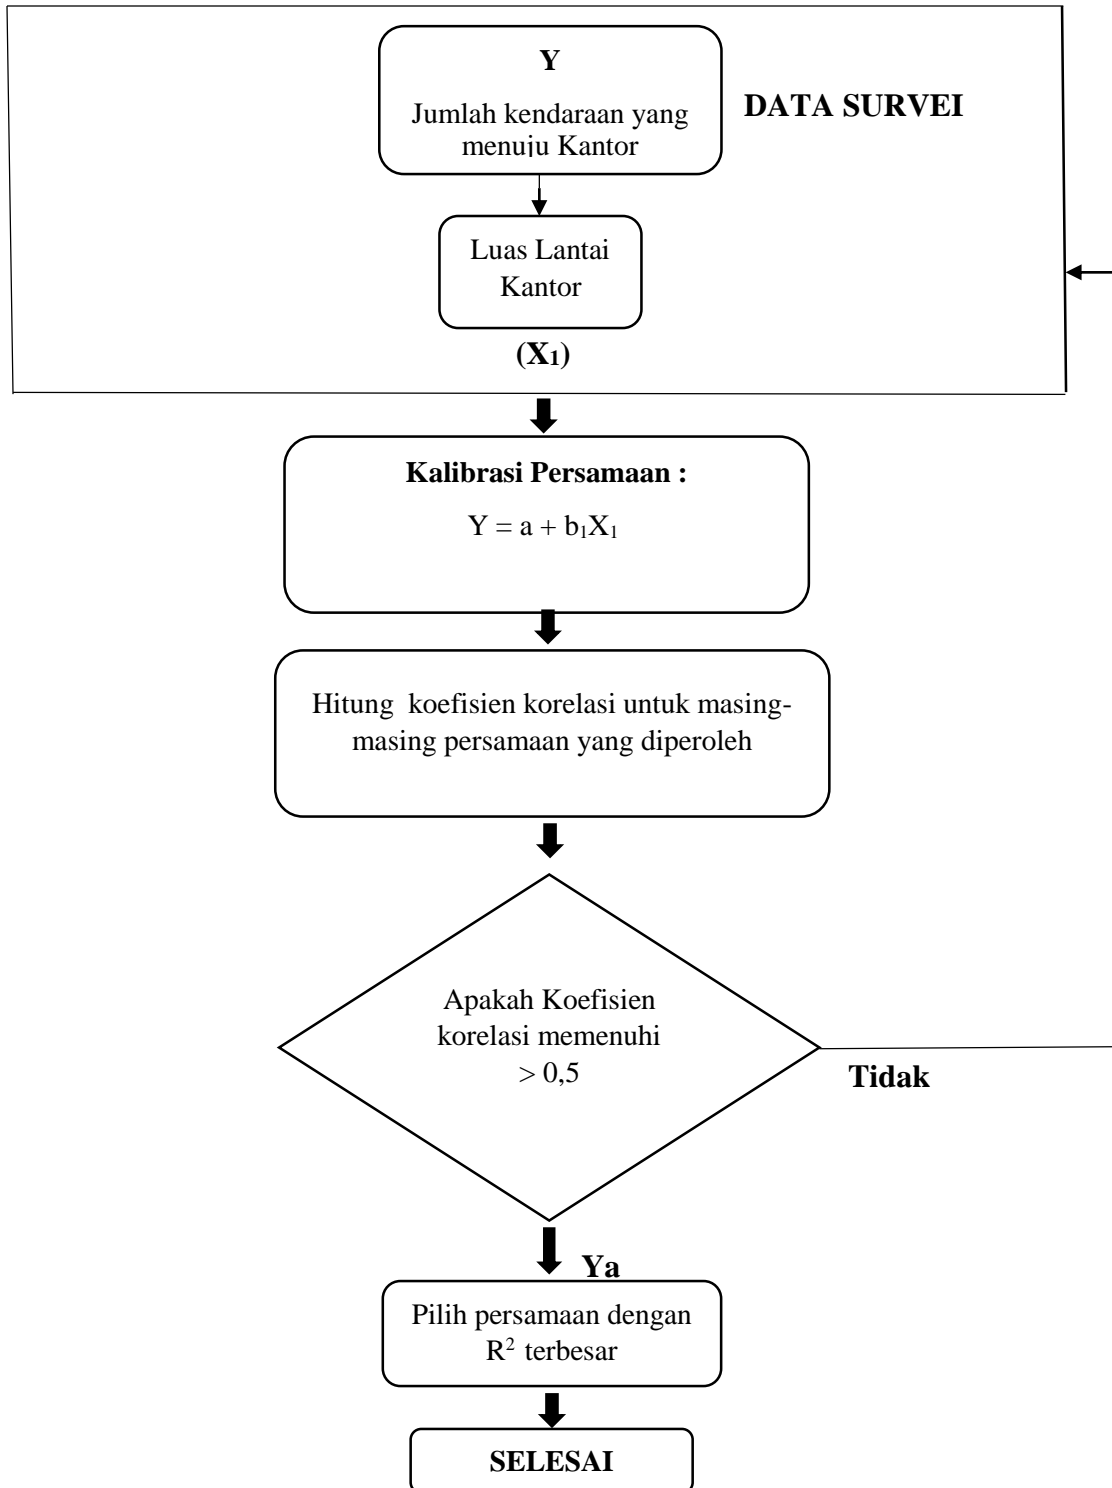 Y
DATA SURVEI
Jumlah kendaraan yang
menuju Kantor
Luas Lantai
Kantor
(X₁)
Kalibrasi Persamaan :
Y = a + b₁X₁
Hitung koefisien korelasi untuk masing-
masing persamaan yang diperoleh
Apakah Koefisien
korelasi memenuhi
> 0,5
Tidak
Ya
Pilih persamaan dengan
R² terbesar
SELESAI